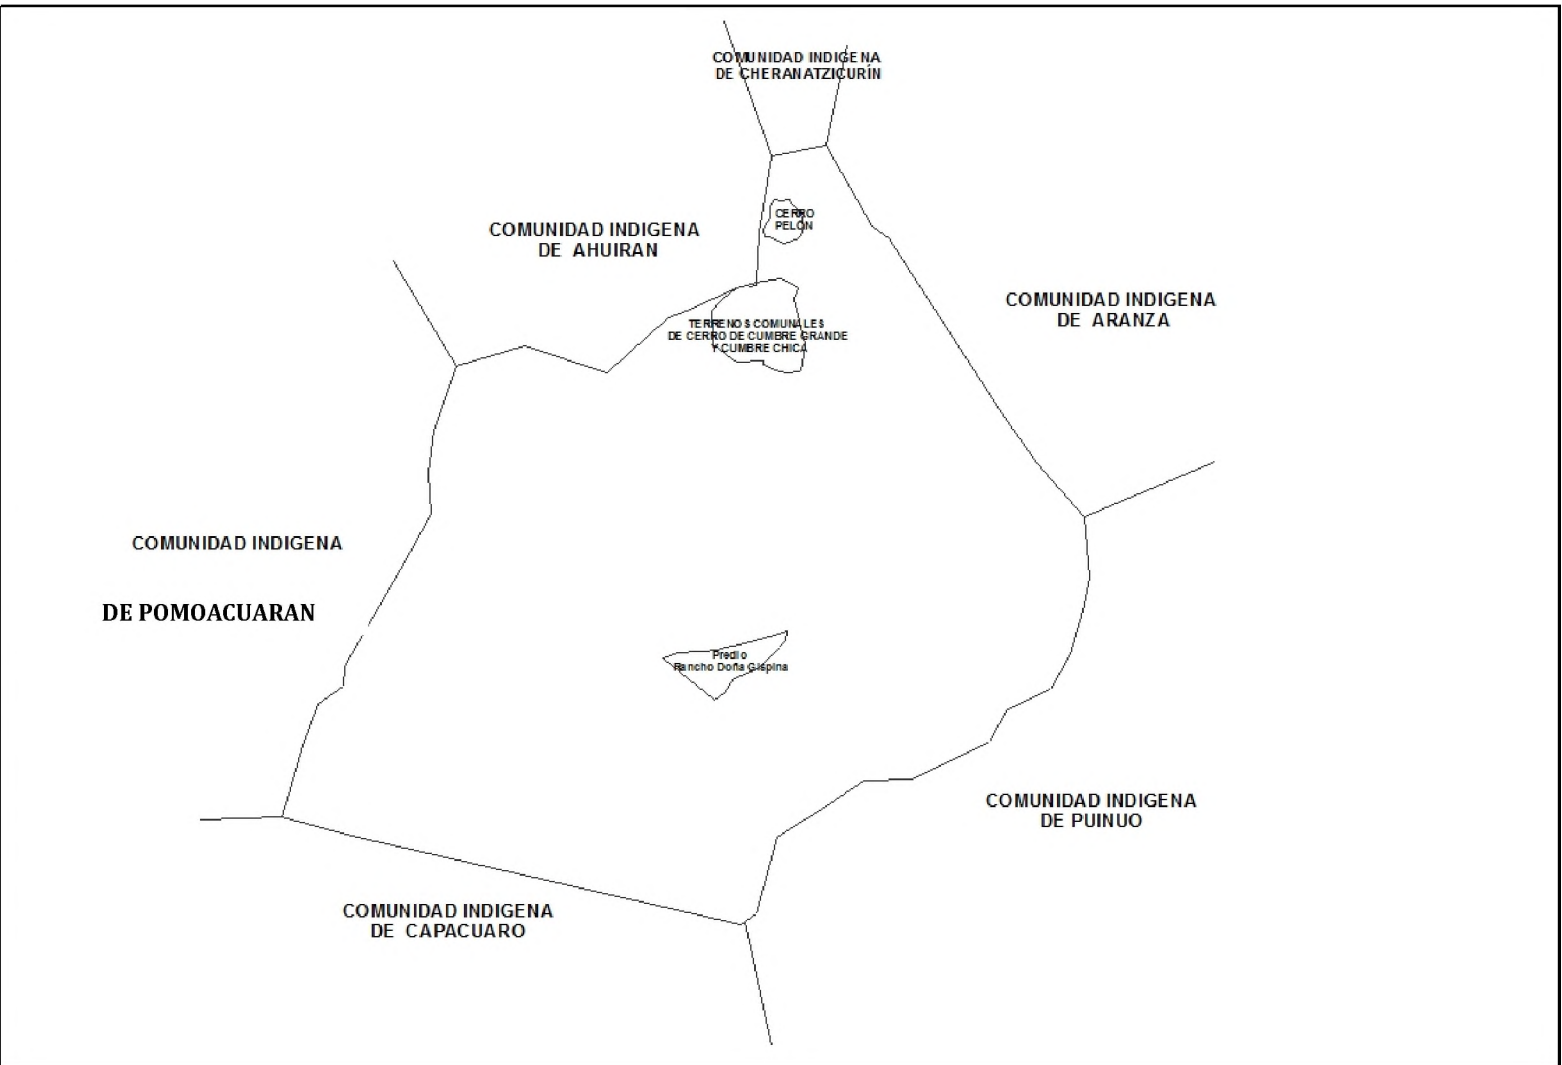 COMUNIDAD INDIGENA
DE CHERANATZICURÍN
CERRO
PELÓN
COMUNIDAD INDIGENA
DE AHUIRAN
COMUNIDAD INDIGENA
DE ARANZA
TERRENOS COMUNALES
DE CERRO DE CUMBRE GRANDE
Y CUMBRE CHICA
COMUNIDAD INDIGENA
DE POMOACUARAN
Predio
Rancho Doña Gispina
COMUNIDAD INDIGENA
DE PUINUO
COMUNIDAD INDIGENA
DE CAPACUARO